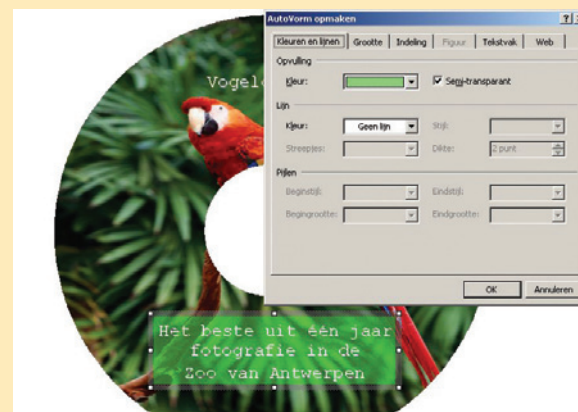 AutoVorm opmaken
Kleuren en lijnen Grootte Indeling Figuur Tekstvak Web
Opvulling
Kleur: Semi-transparant
Lijn
Kleur: Geen lijn Stijl:
Streepjes: Dikte: 2 punt
Pijlen
Beginstijl: Eindstijl:
Begingrootte: Eindgrootte:
OK Annuleren
Het beste uit één jaar
fotografie in de
Zoo van Antwerpen